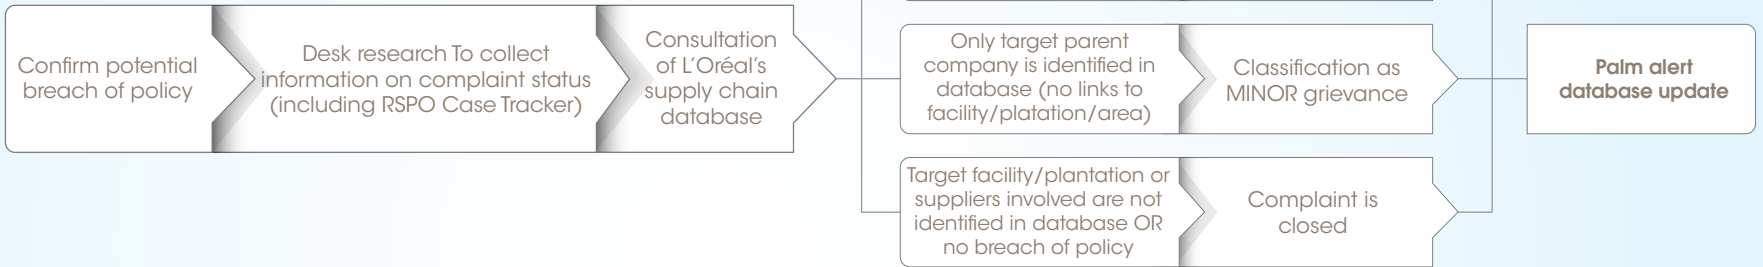 Confirm potential
breach of policy
Desk research To collect
information on complaint status
(including RSPO Case Tracker)
Consultation
of L'Oréal's
supply chain
database
Only target parent
company is identified in
database (no links to
facility/platation/area)
Classification as
MINOR grievance
Target facility/plantation or
suppliers involved are not
identified in database OR
no breach of policy
Complaint is
closed
Palm alert
database update